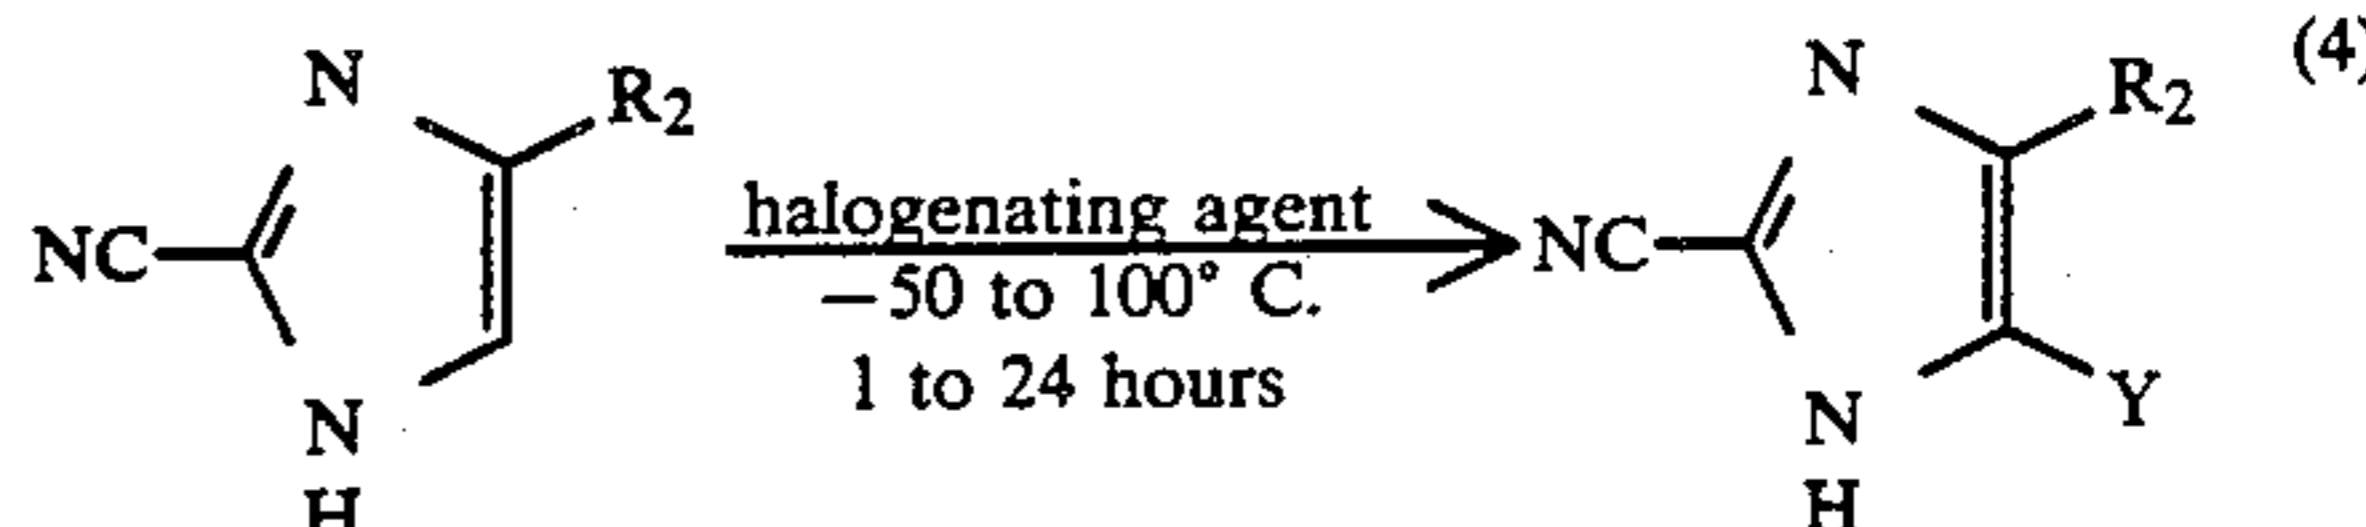 N R₂ N R₂ (4)
NC halogenating agent NC
−50 to 100° C.
1 to 24 hours
N N Y
H H